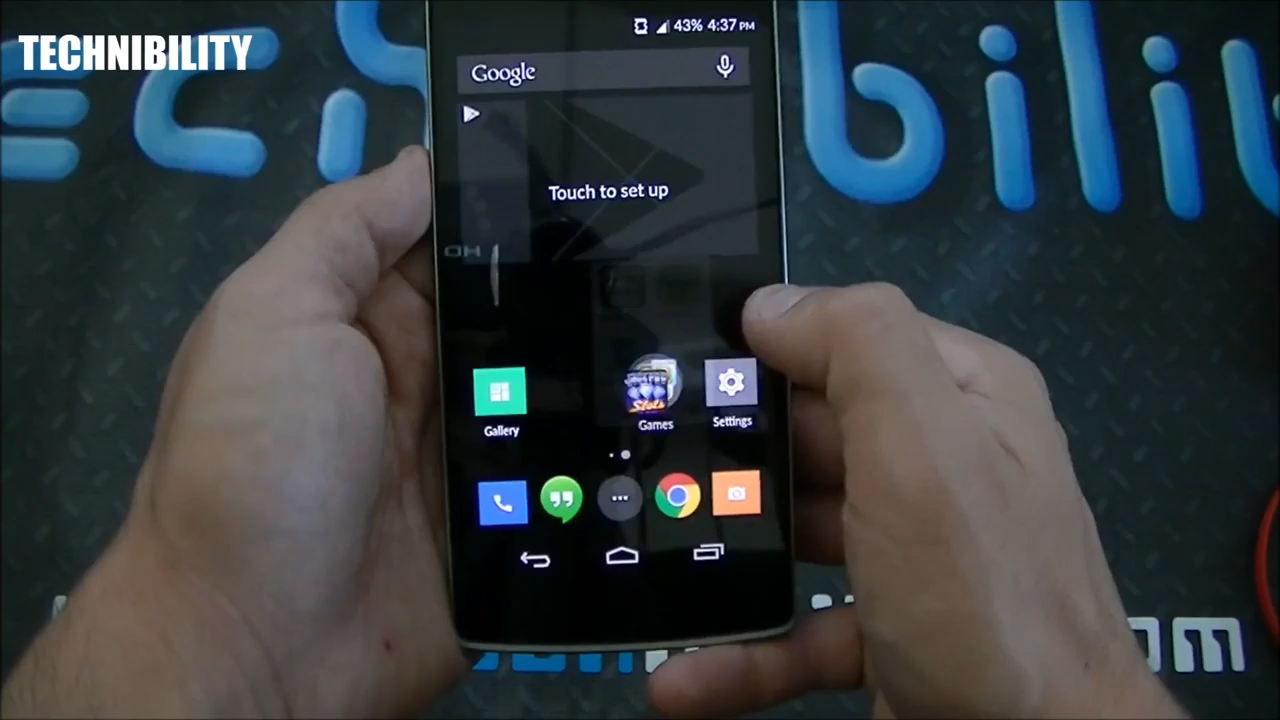 TECHNIBILITY
43% 4:37 PM
Google
Touch to set up
Gallery
Games
Settings